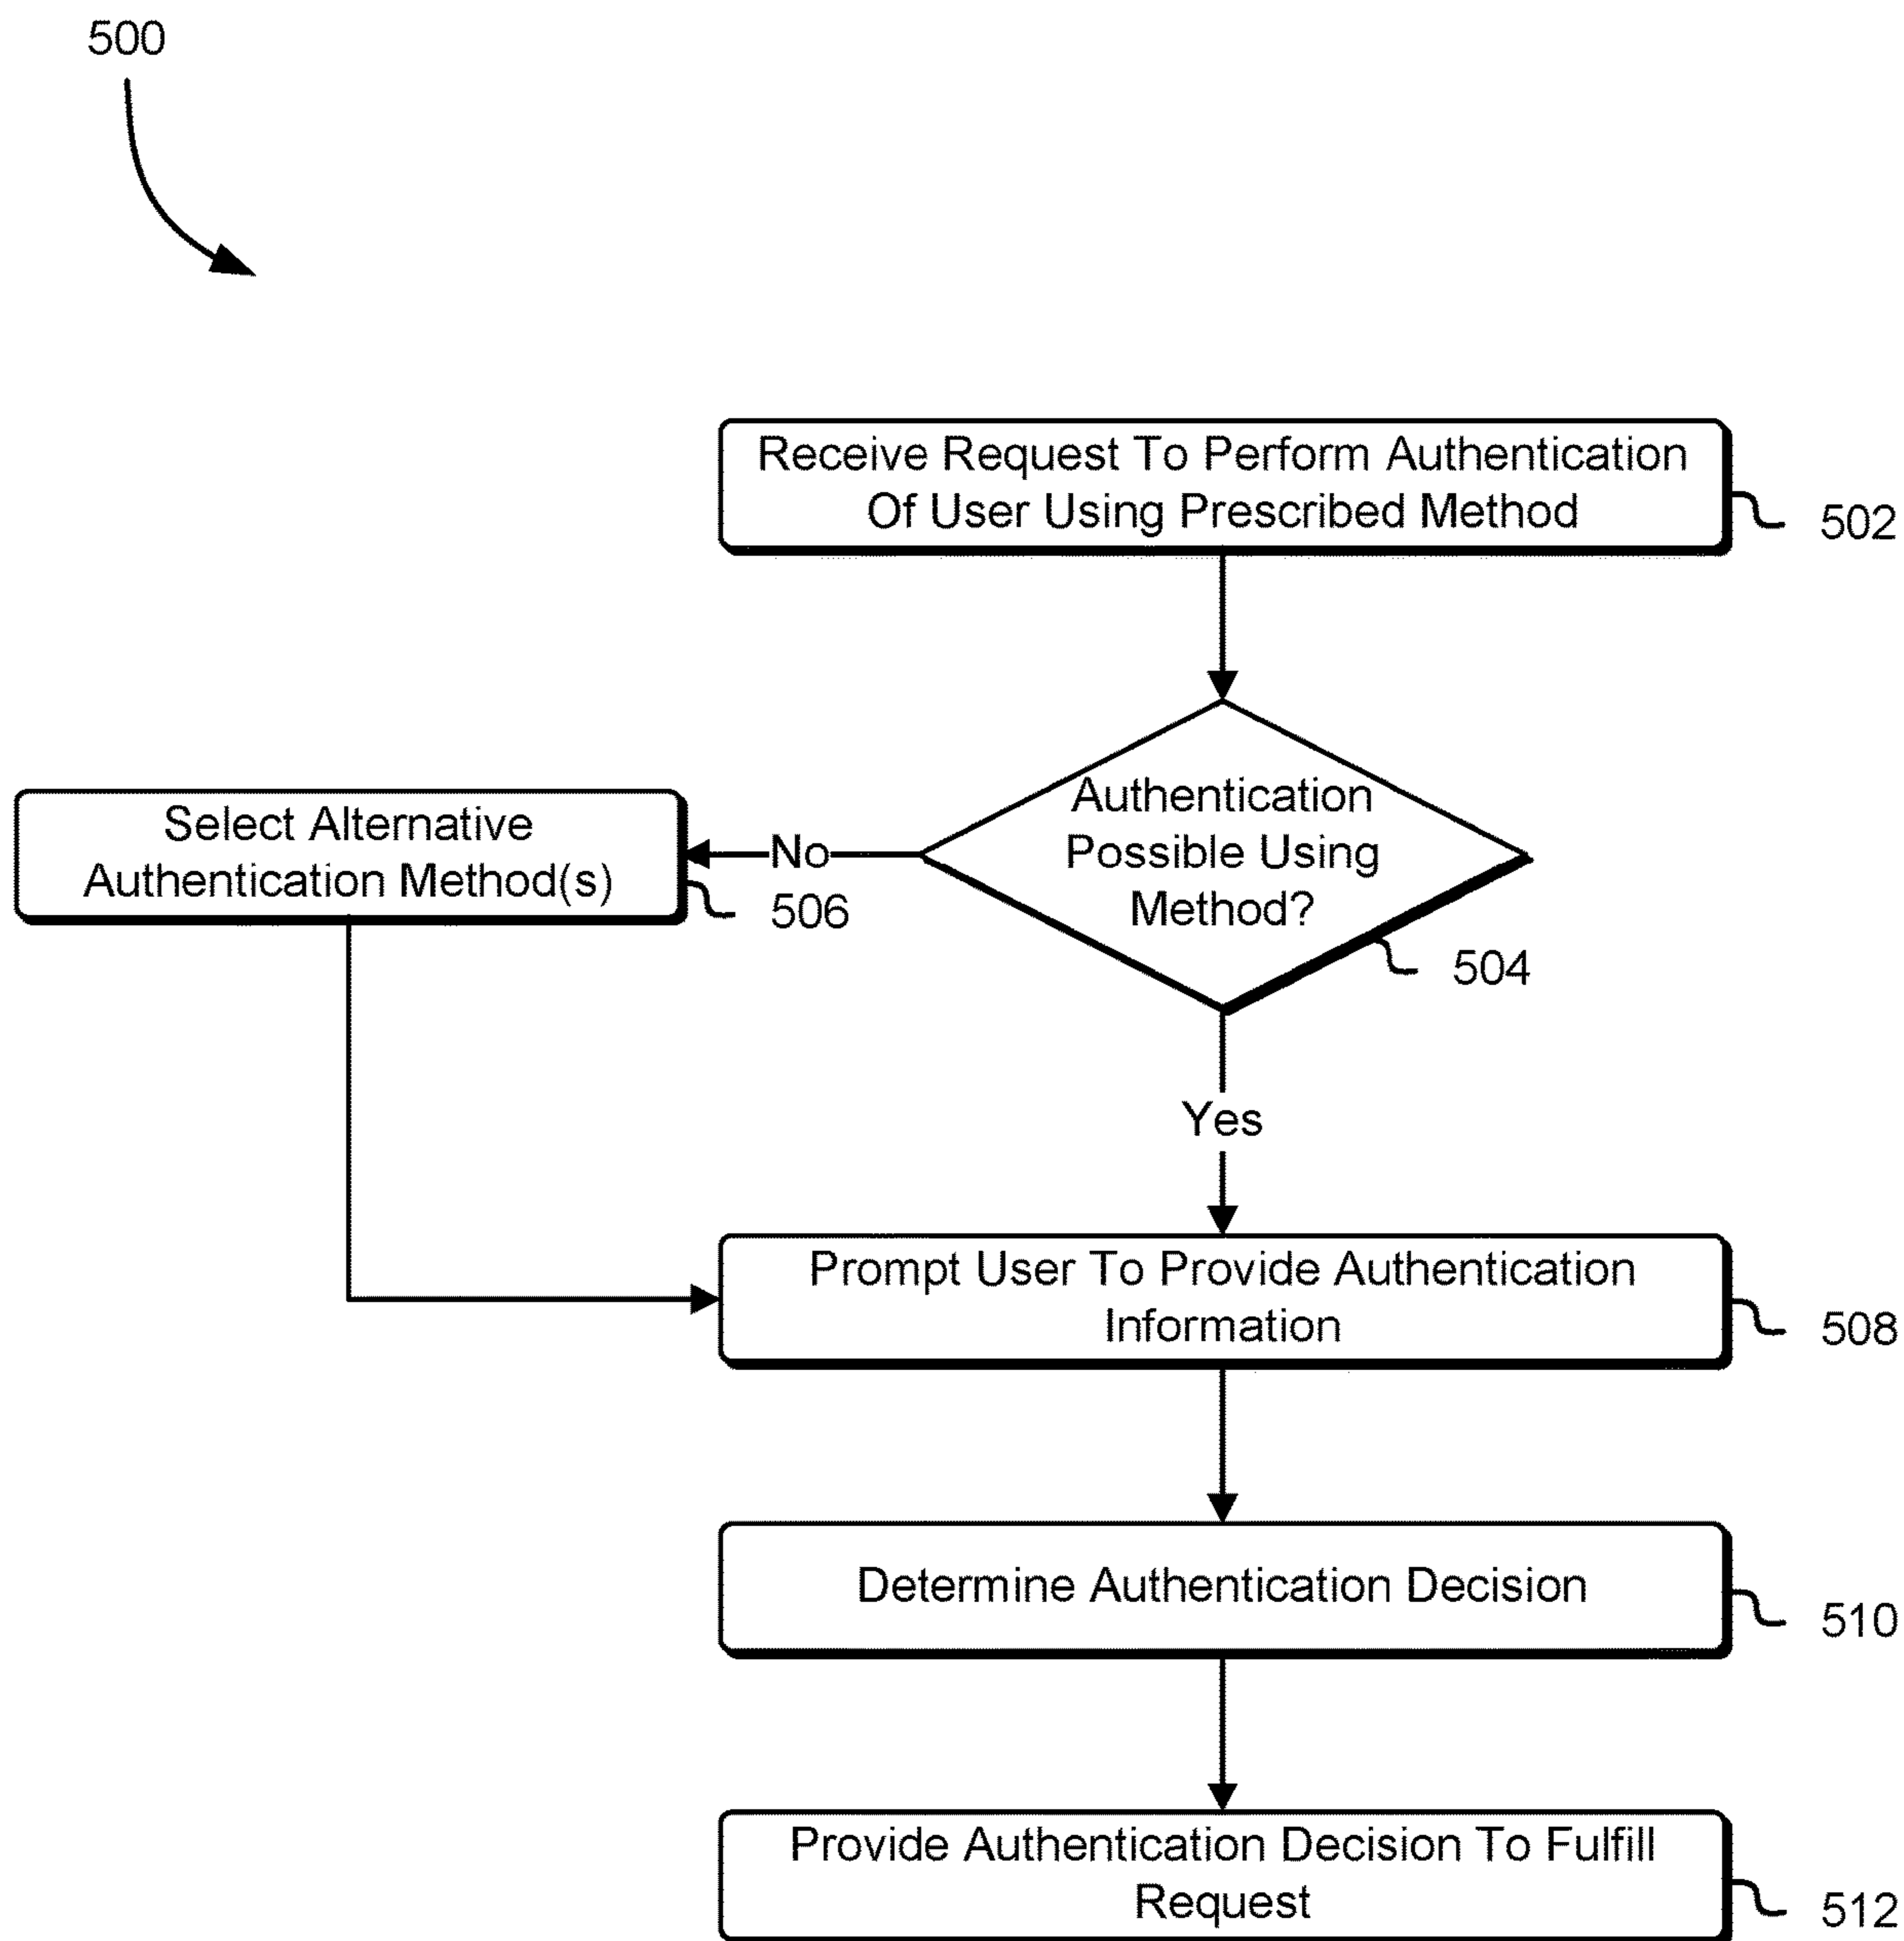 500
Receive Request To Perform Authentication
Of User Using Prescribed Method
502
Authentication
Possible Using
Method?
504
No
Select Alternative
Authentication Method(s)
506
Yes
Prompt User To Provide Authentication
Information
508
Determine Authentication Decision
510
Provide Authentication Decision To Fulfill
Request
512